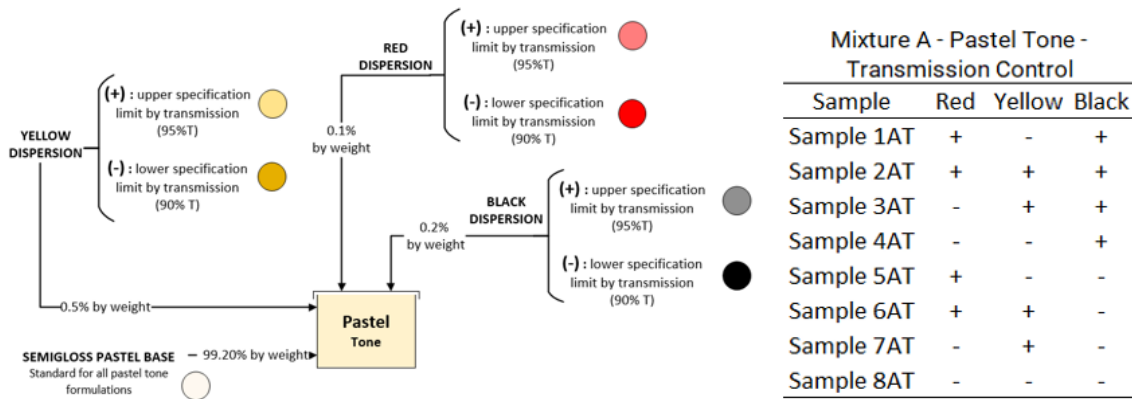 RED
DISPERSION
(+) : upper specification
limit by transmission
(95%T)
(-) : lower specification
limit by transmission
(90% T)
0.1%
by weight
YELLOW
DISPERSION
(+) : upper specification
limit by transmission
(95%T)
(-) : lower specification
limit by transmission
(90% T)
BLACK
DISPERSION
(+) : upper specification
limit by transmission
(95%T)
(-) : lower specification
limit by transmission
(90% T)
0.2%
by weight
0.5% by weight
Pastel
Tone
SEMIGLOSS PASTEL BASE
Standard for all pastel tone
formulations
99.20% by weight
Mixture A - Pastel Tone -
Transmission Control
Sample Red Yellow Black
Sample 1AT + - +
Sample 2AT + + +
Sample 3AT - + +
Sample 4AT - - +
Sample 5AT + - -
Sample 6AT + + -
Sample 7AT - + -
Sample 8AT - - -